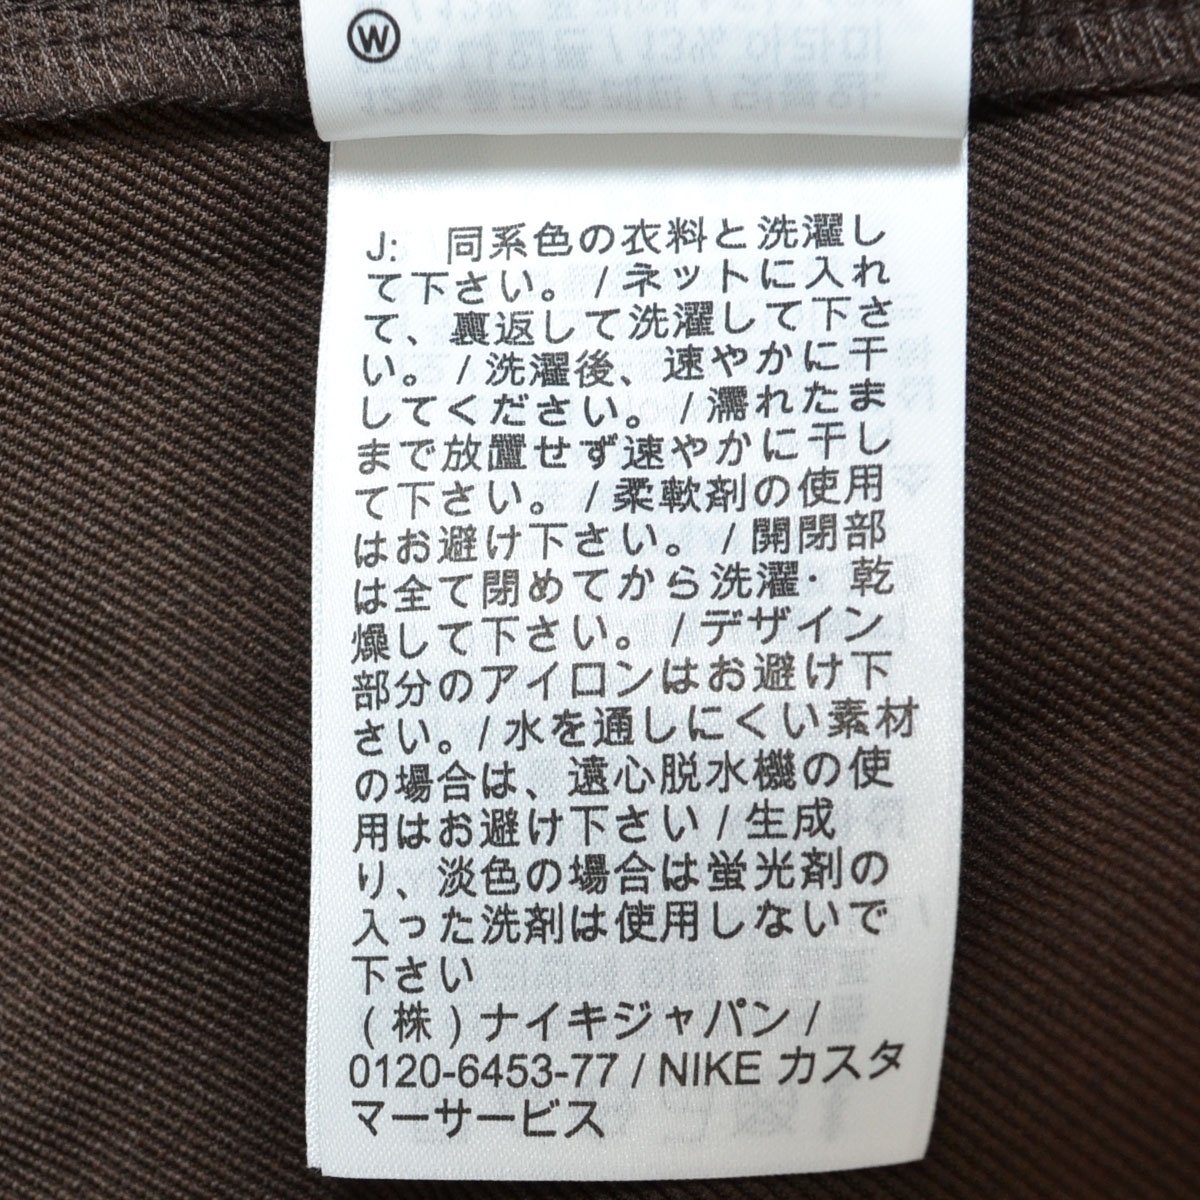 W
J: 同系色の衣料と洗濯し
て下さい。 / ネットに入れ
て、裏返して洗濯して下さ
い。 / 洗濯後、速やかに干
してください。 / 濡れたま
まで放置せず速やかに干し
て下さい。 / 柔軟剤の使用
はお避け下さい。 / 開閉部
は全て閉めてから洗濯・乾
燥して下さい。 / デザイン
部分のアイロンはお避け下
さい。/ 水を通しにくい素材
の場合は、遠心脱水機の使
用はお避け下さい / 生成
り、淡色の場合は蛍光剤の
入った洗剤は使用しないで
下さい
(株)ナイキジャパン /
0120-6453-77 / NIKE カスタ
マーサービス